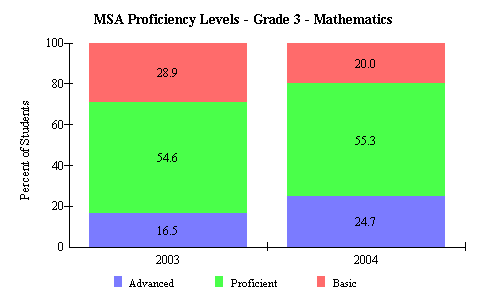 MSA Proficiency Levels - Grade 3 - Mathematics
Percent of Students
100
80
60
40
20
0
28.9
54.6
16.5
20.0
55.3
24.7
2003
2004
Advanced
Proficient
Basic